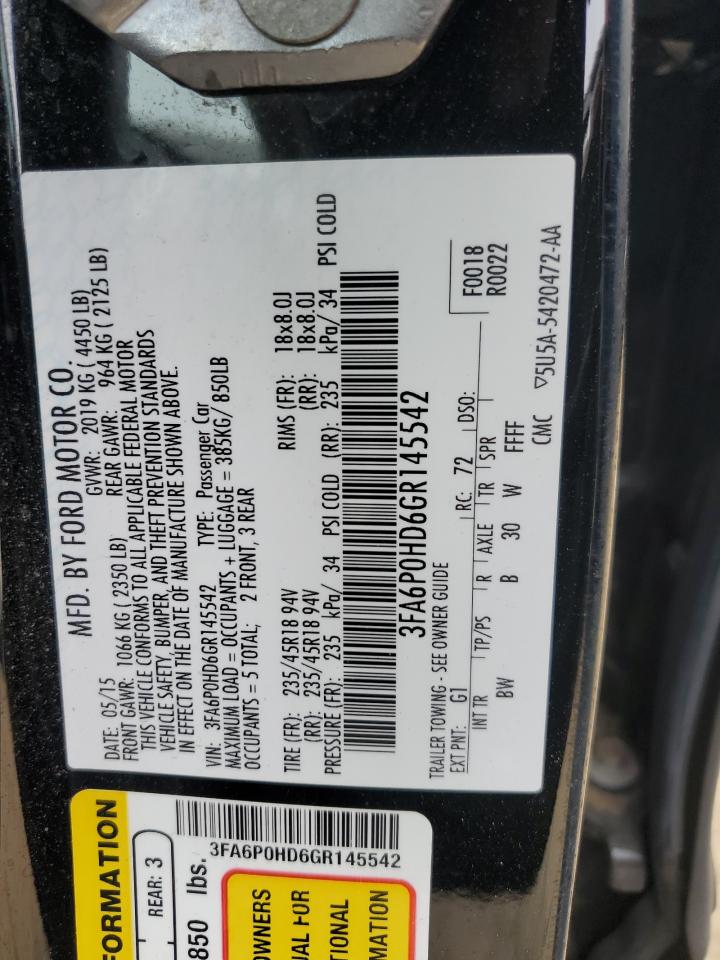 MFD. BY FORD MOTOR CO.
DATE: 05/15 GVWR: 2019 KG ( 4450 LB)
FRONT GAWR: 1066 KG ( 2350 LB) REAR GAWR: 964 KG ( 2125 LB)
THIS VEHICLE CONFORMS TO ALL APPLICABLE FEDERAL MOTOR
VEHICLE SAFETY, BUMPER, AND THEFT PREVENTION STANDARDS
IN EFFECT ON THE DATE OF MANUFACTURE SHOWN ABOVE.
VIN: 3FA6P0HD6GR145542 TYPE: Passenger Car
MAXIMUM LOAD = OCCUPANTS + LUGGAGE = 385KG/ 850LB
OCCUPANTS = 5 TOTAL; 2 FRONT, 3 REAR
TIRE (FR): 235/45R18 94V RIMS (FR): 18x8.0J
(RR): 235/45R18 94V (RR): 18x8.0J
PRESSURE (FR): 235 kPa/ 34 PSI COLD (RR): 235 kPa/ 34 PSI COLD
3FA6P0HD6GR145542
TRAILER TOWING - SEE OWNER GUIDE
EXT PNT: G1 RC: 72 DSO: F0018
R0022
INT TR TP/PS R AXLE TR SPR
BW B 30 W FFFF
CMC ▽5U5A-5420472-AA
FORMATION
REAR: 3
850 lbs.
3FA6P0HD6GR145542
OWNERS
UAL FOR
TIONAL
MATION